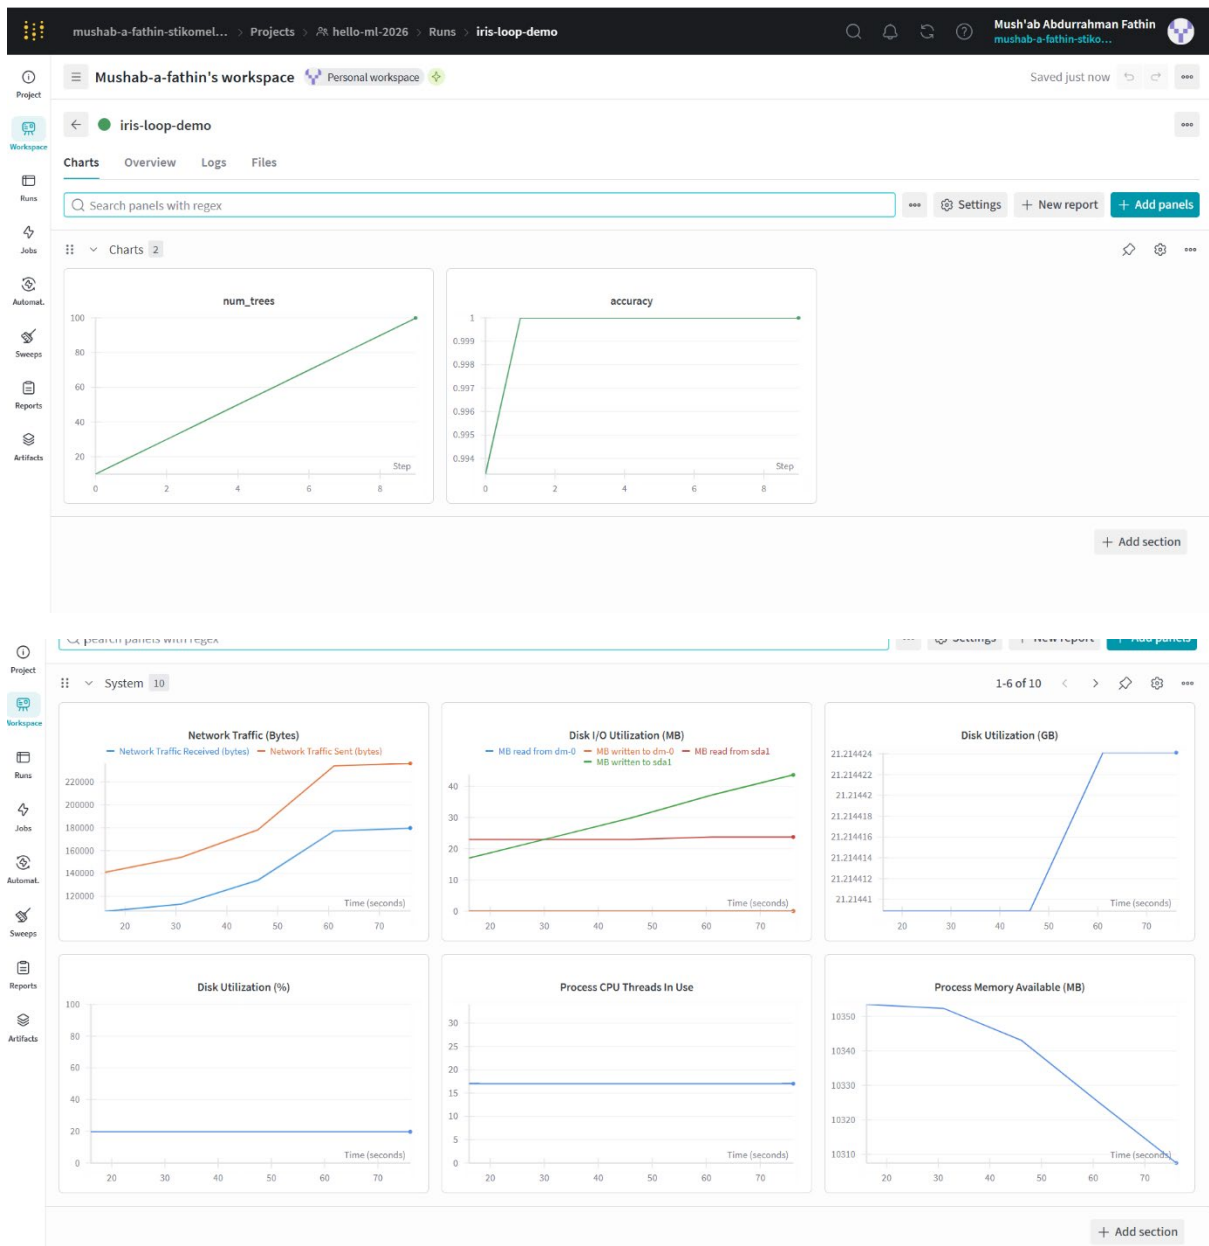 mushab-a-fathin-stikomel... > Projects > hello-ml-2026 > Runs > iris-loop-demo
Mush'ab Abdurrahman Fathin
mushab-a-fathin-stiko...
Project
Workspace
Runs
Jobs
Automat.
Sweeps
Reports
Artifacts
Mushab-a-fathin's workspace Personal workspace
Saved just now
iris-loop-demo
Charts Overview Logs Files
Search panels with regex
Settings
+ New report
+ Add panels
Charts 2
num_trees
100
80
60
40
20
Step
0 2 4 6 8
accuracy
1
0.999
0.998
0.997
0.996
0.995
0.994
Step
0 2 4 6 8
+ Add section
Search panels with regex
Settings
+ New report
+ Add panels
Project
Workspace
Runs
Jobs
Automat.
Sweeps
Reports
Artifacts
System 10
1-6 of 10
Network Traffic (Bytes)
Network Traffic Received (bytes) Network Traffic Sent (bytes)
220000
200000
180000
160000
140000
120000
Time (seconds)
20 30 40 50 60 70
Disk I/O Utilization (MB)
MB read from dm-0 MB written to dm-0 MB read from sda1
MB written to sda1
40
30
20
10
0
Time (seconds)
20 30 40 50 60 70
Disk Utilization (GB)
21.214424
21.214422
21.21442
21.214418
21.214416
21.214414
21.214412
21.21441
Time (seconds)
20 30 40 50 60 70
Disk Utilization (%)
100
80
60
40
20
0
Time (seconds)
20 30 40 50 60 70
Process CPU Threads In Use
30
25
20
15
10
5
0
Time (seconds)
20 30 40 50 60 70
Process Memory Available (MB)
10350
10340
10330
10320
10310
Time (seconds)
20 30 40 50 60 70
+ Add section